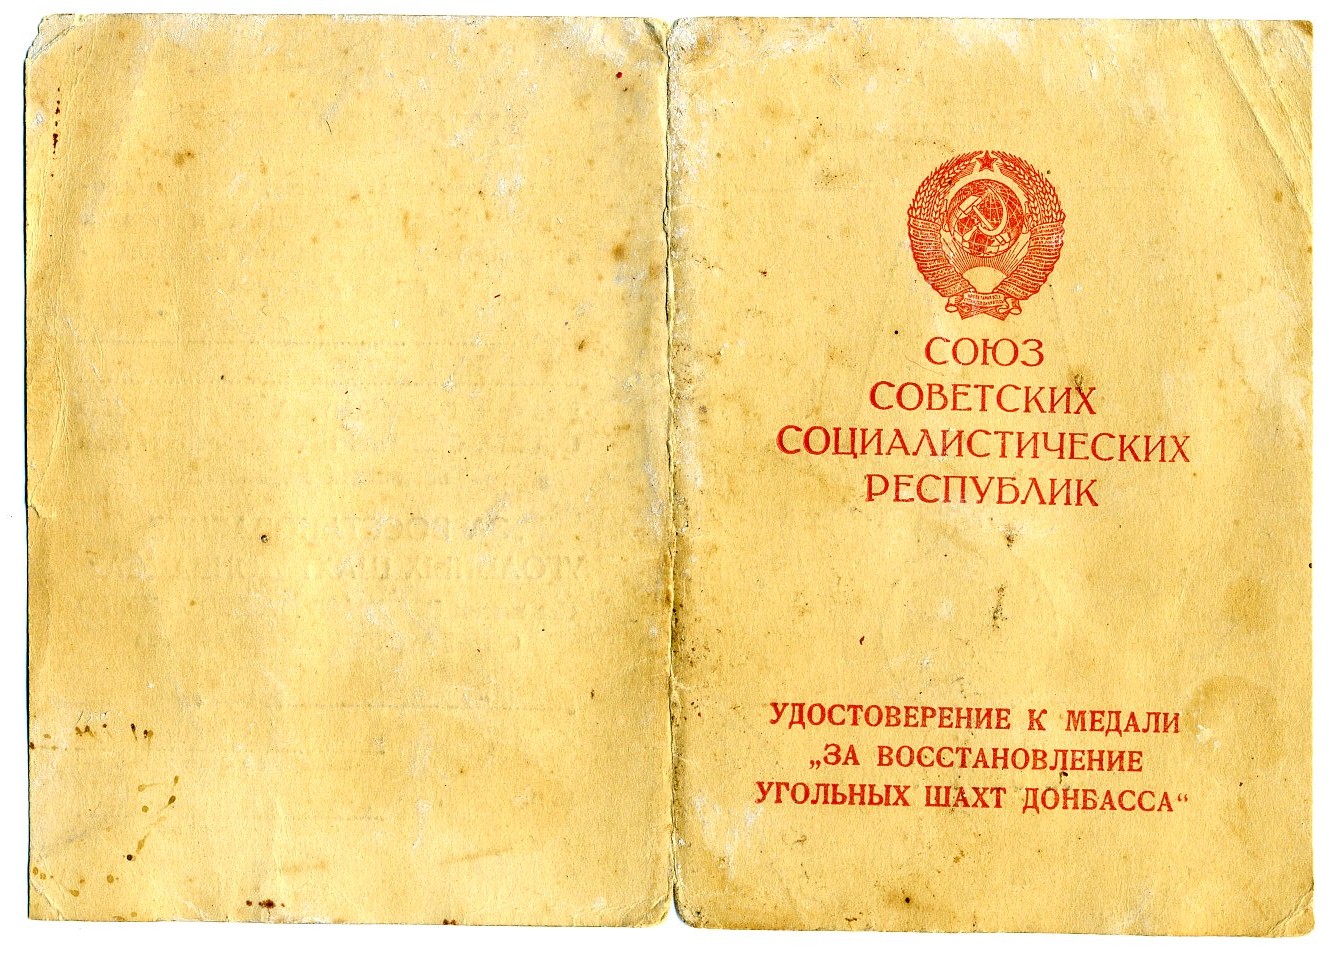 СОЮЗ
СОВЕТСКИХ
СОЦИАЛИСТИЧЕСКИХ
РЕСПУБЛИК
УДОСТОВЕРЕНИЕ К МЕДАЛИ
„ЗА ВОССТАНОВЛЕНИЕ
УГОЛЬНЫХ ШАХТ ДОНБАССА“